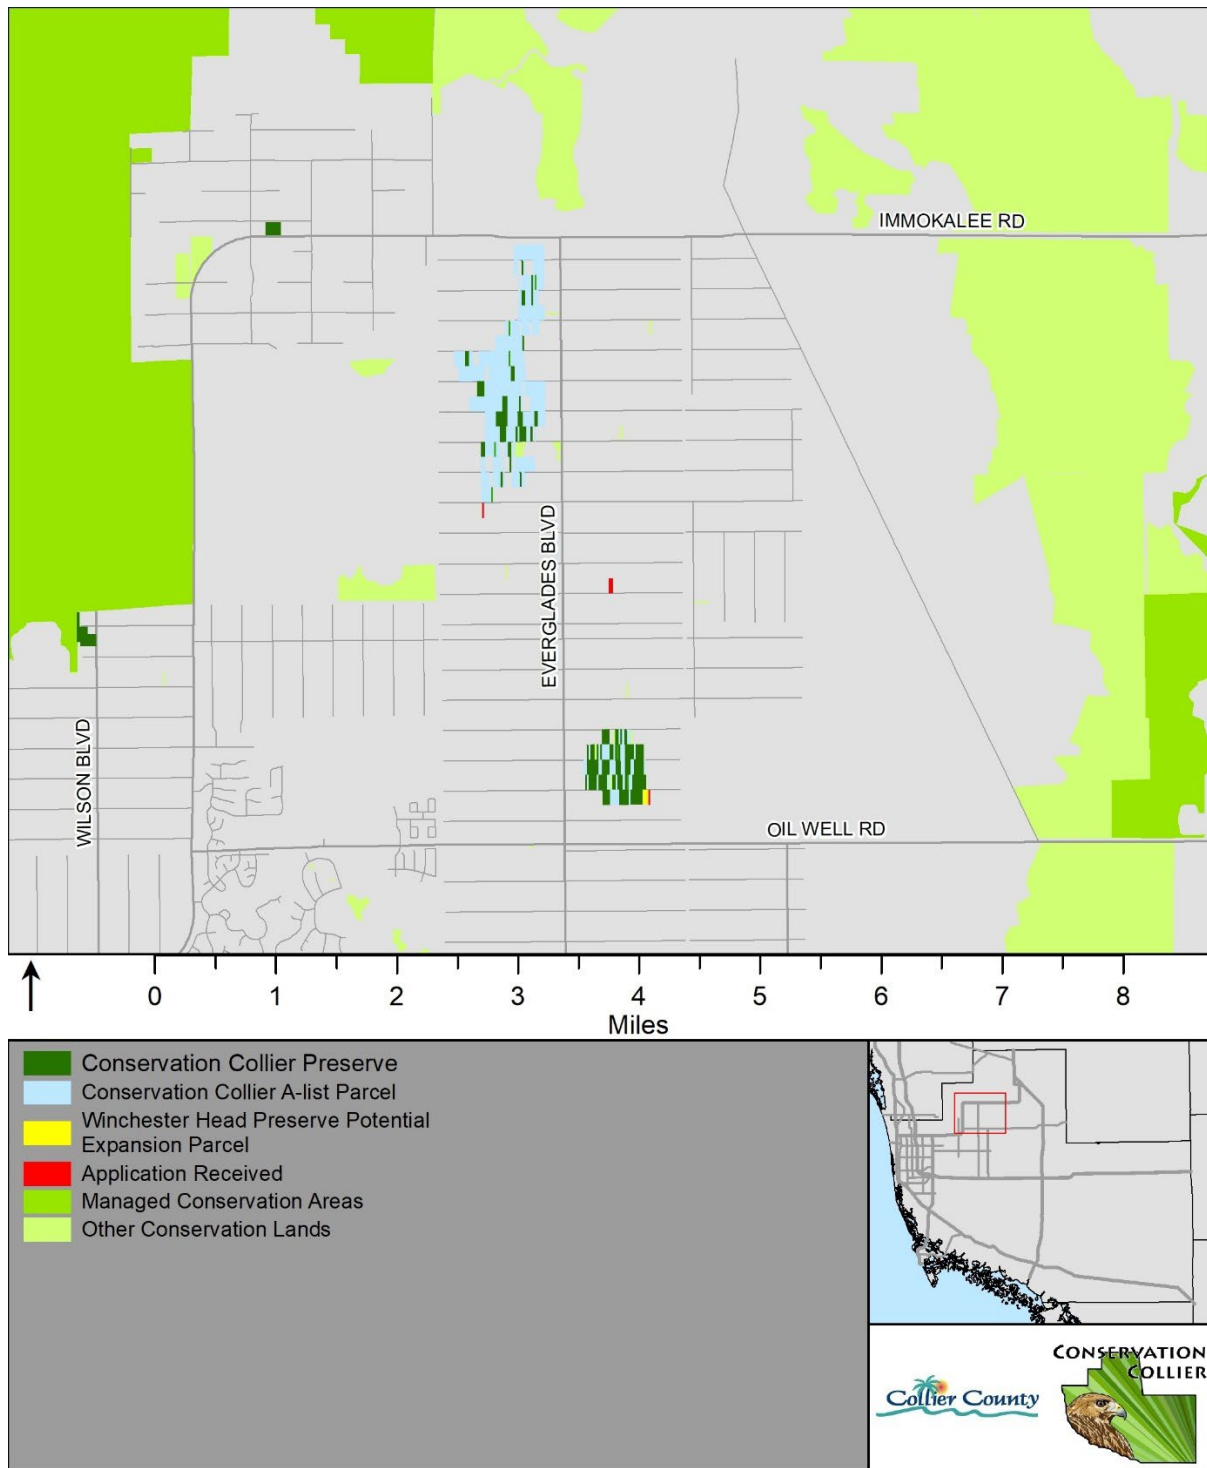 IMMOKALEE RD
EVERGLADES BLVD
WILSON BLVD
OIL WELL RD
0 1 2 3 4 5 6 7 8
Miles
Conservation Collier Preserve
Conservation Collier A-list Parcel
Winchester Head Preserve Potential
Expansion Parcel
Application Received
Managed Conservation Areas
Other Conservation Lands
CONSERVATION
COLLIER
Collier County